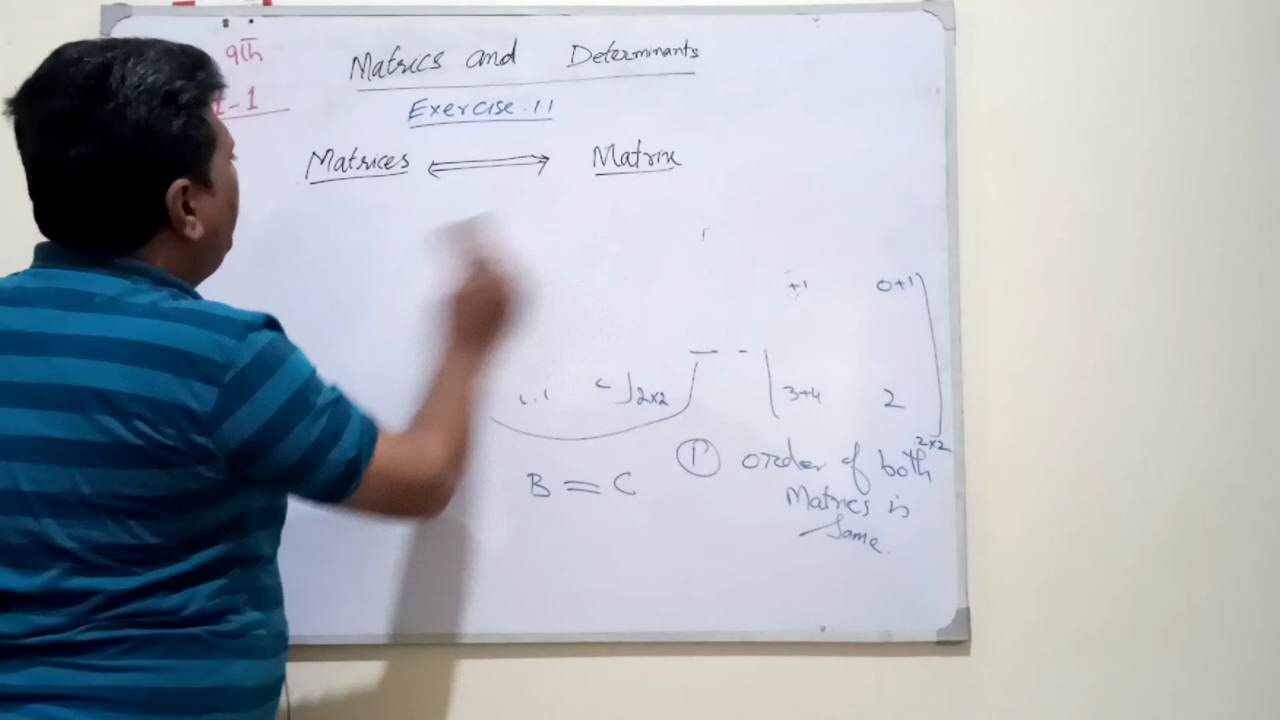 9th
t-1
Matrics and Determinants
Exercise 1.1
Matrices ⟷ Matrix
+1 0+1
3+4 2
2x2
2x2
B = C
① order of both
Matrics is
Same